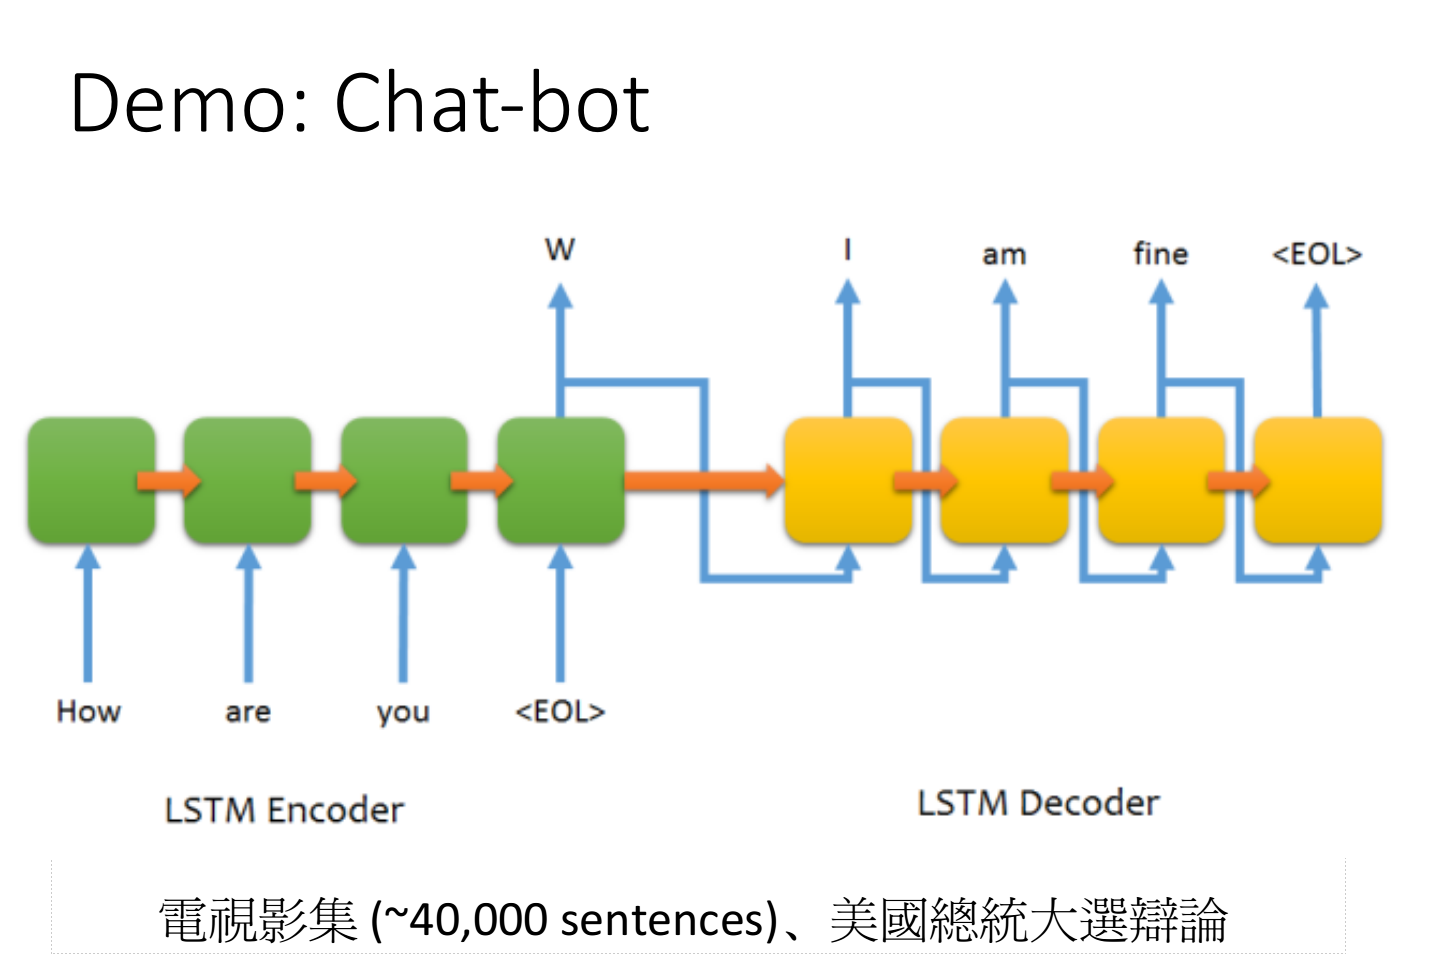 Demo: Chat-bot
W I am fine <EOL>
How are you <EOL>
LSTM Encoder LSTM Decoder
電視影集 (~40,000 sentences)、美國總統大選辯論